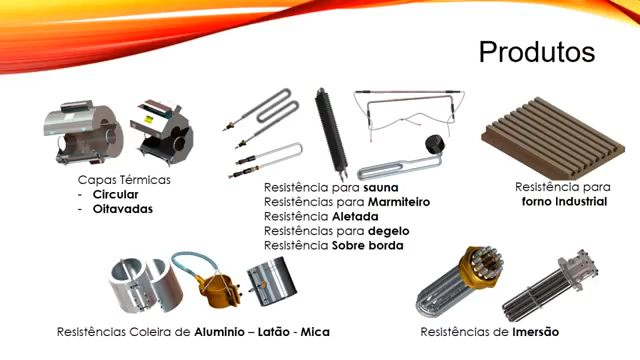 Produtos
Capas Térmicas
- Circular
- Oitavadas
Resistência para sauna
Resistências para Marmiteiro
Resistência Aletada
Resistências para degelo
Resistência Sobre borda
Resistência para
forno Industrial
Resistências Coleira de Aluminio – Latão - Mica
Resistências de Imersão